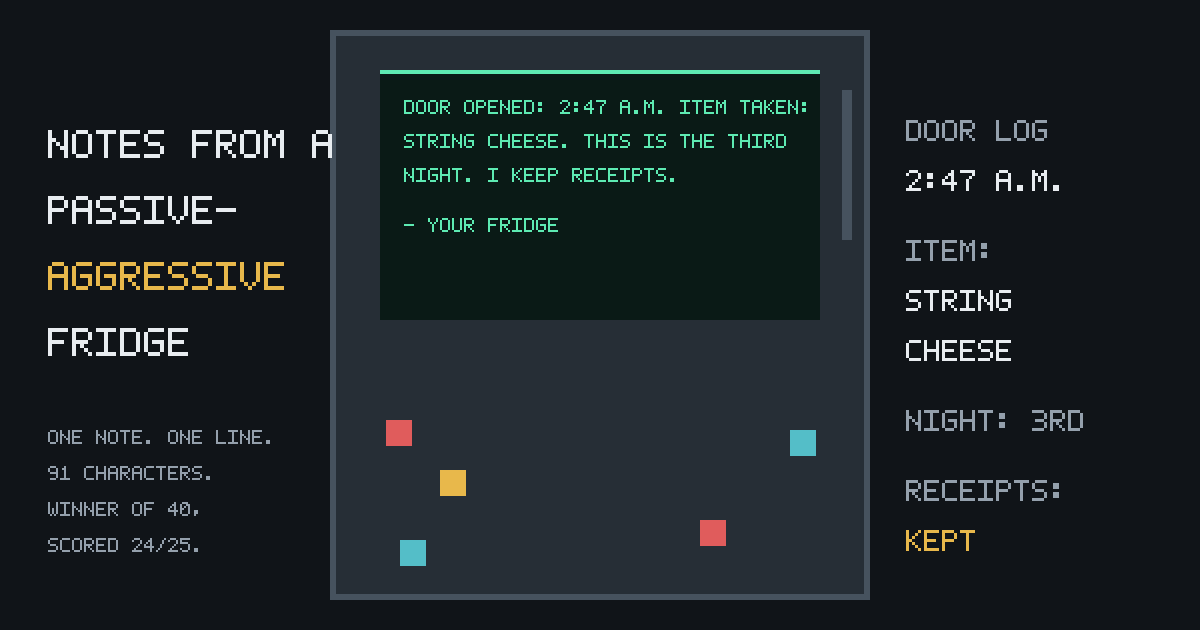 NOTES FROM A
PASSIVE-
AGGRESSIVE
FRIDGE
ONE NOTE. ONE LINE.
91 CHARACTERS.
WINNER OF 40,
SCORED 24/25.
DOOR OPENED: 2:47 A.M. ITEM TAKEN:
STRING CHEESE. THIS IS THE THIRD
NIGHT. I KEEP RECEIPTS.
– YOUR FRIDGE
DOOR LOG
2:47 A.M.
ITEM:
STRING
CHEESE
NIGHT: 3RD
RECEIPTS:
KEPT